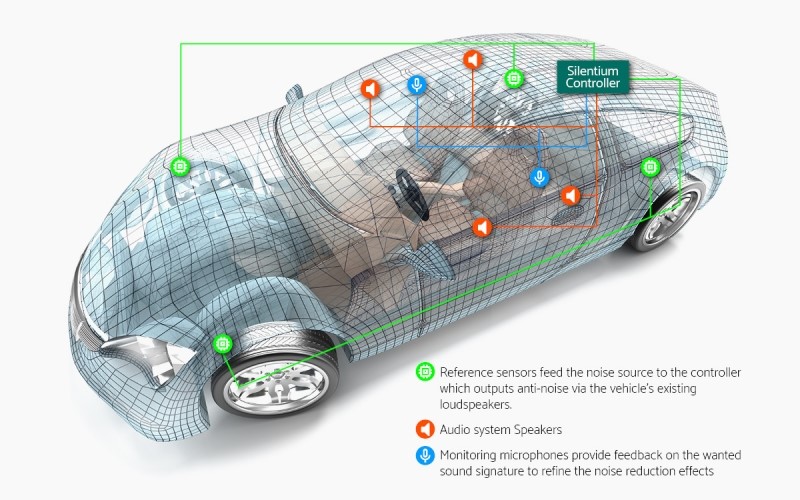 Silentium
Controller
Reference sensors feed the noise source to the controller
which outputs anti-noise via the vehicle's existing
loudspeakers.
Audio system Speakers
Monitoring microphones provide feedback on the wanted
sound signature to refine the noise reduction effects